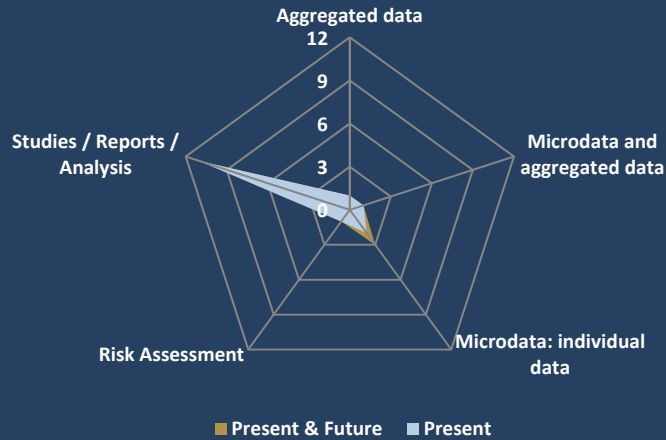 Aggregated data
12
9
6
3
0
Studies / Reports /
Analysis
Microdata and
aggregated data
Risk Assessment
Microdata: individual
data
Present & Future
Present